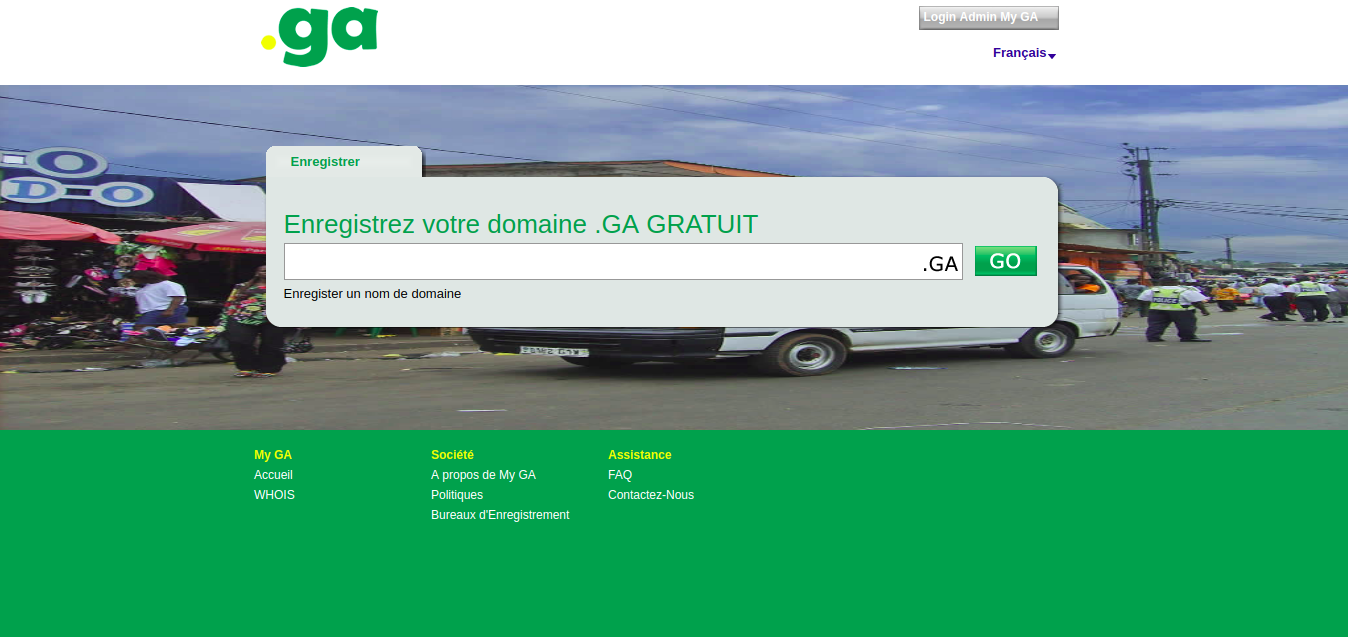 .ga
Login Admin My GA
Français
Enregistrer
Enregistrez votre domaine .GA GRATUIT
.GA
GO
Enregister un nom de domaine
POLICE
My GA
Société
Assistance
Accueil
A propos de My GA
FAQ
WHOIS
Politiques
Contactez-Nous
Bureaux d'Enregistrement